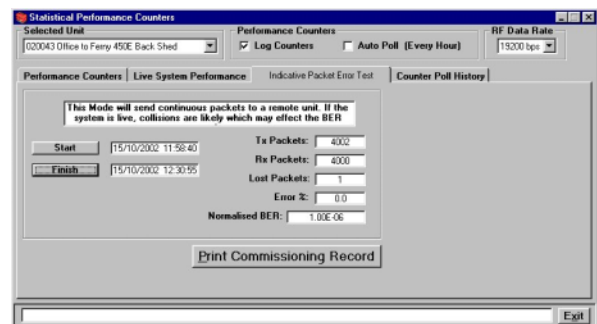 Statistical Performance Counters
Selected Unit
020043 Office to Ferny 450E Back Shed
Performance Counters
Log Counters
Auto Poll (Every Hour)
RF Data Rate
19200 bps
Performance Counters
Live System Performance
Indicative Packet Error Test
Counter Poll History
This Mode will send continuous packets to a remote unit. If the
system is live, collisions are likely which may effect the BER
Start 15/10/2002 11:58:40
Finish 15/10/2002 12:30:55
Tx Packets: 4002
Rx Packets: 4000
Lost Packets: 1
Error %: 0.0
Normalised BER: 1.00E-06
Print Commissioning Record
Exit